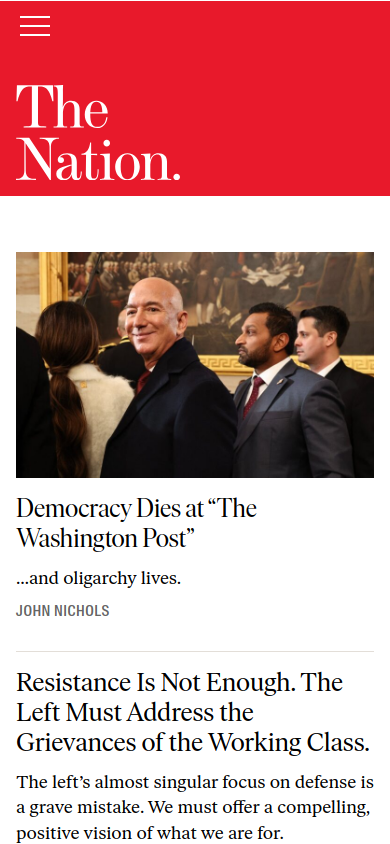 The
Nation.
Democracy Dies at “The
Washington Post”
...and oligarchy lives.
JOHN NICHOLS
Resistance Is Not Enough. The
Left Must Address the
Grievances of the Working Class.
The left’s almost singular focus on defense is
a grave mistake. We must offer a compelling,
positive vision of what we are for.